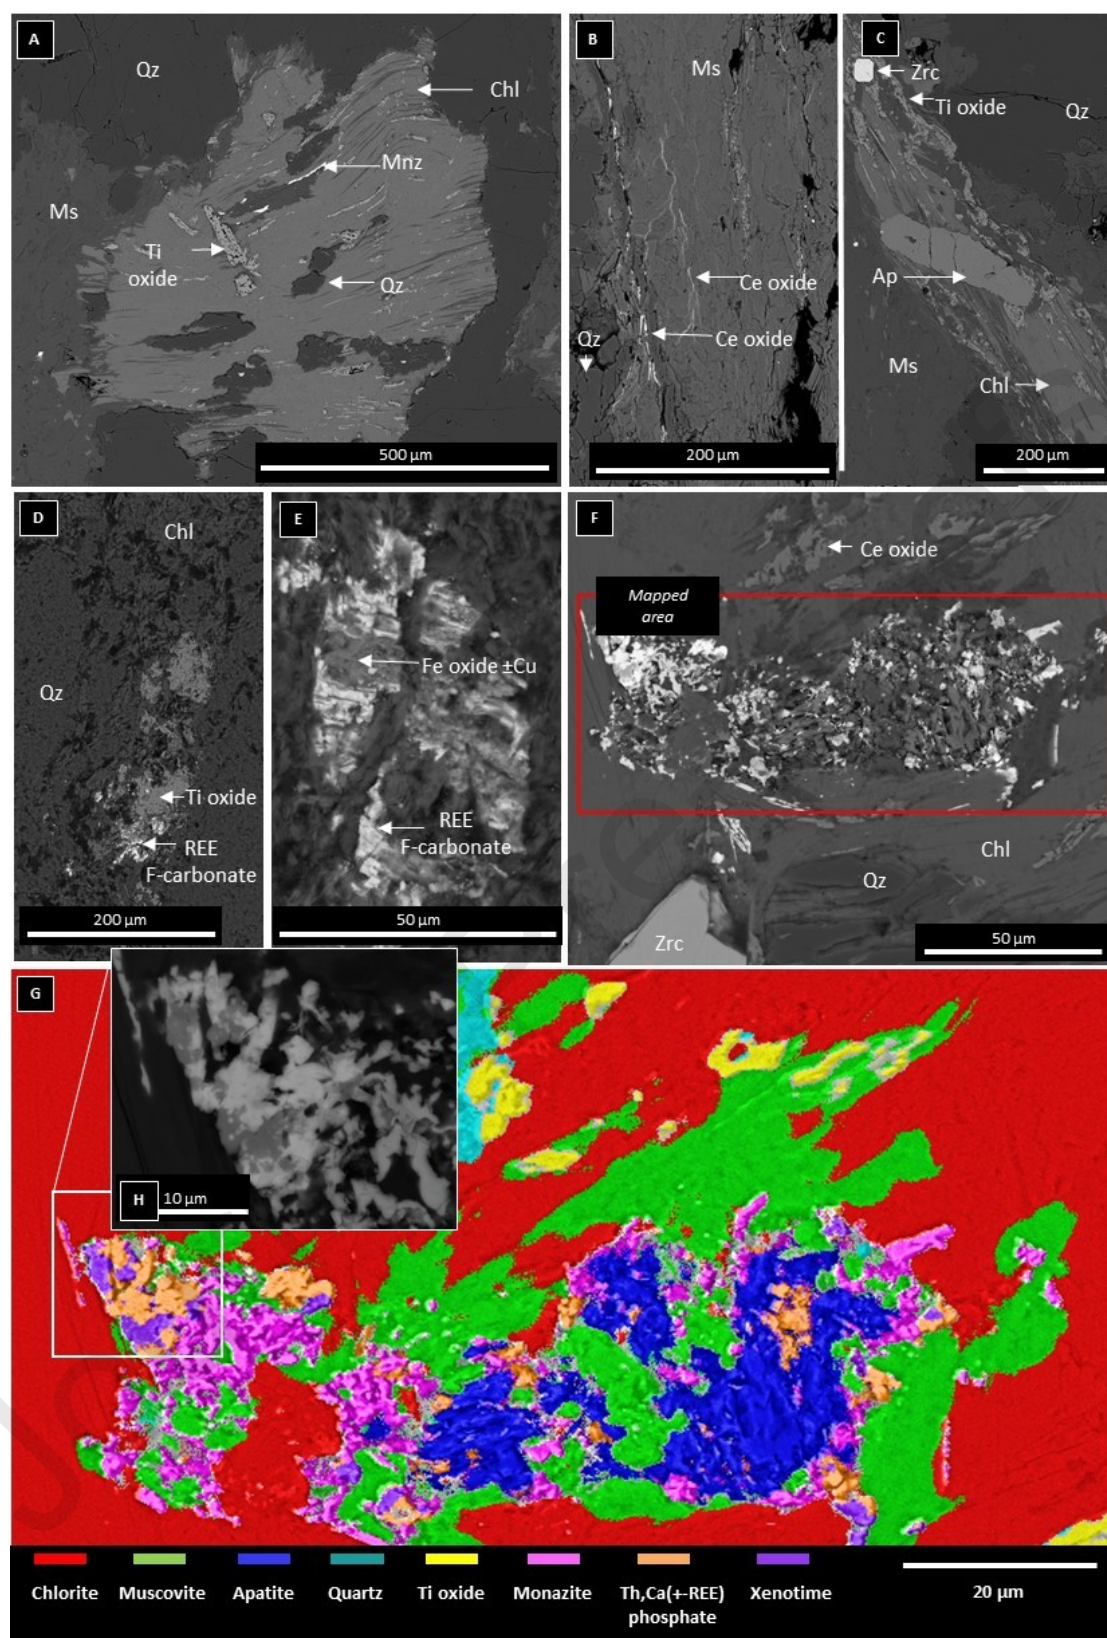 A
Qz
Chl
Mnz
Ms
Ti
oxide
Qz
500 µm
B
Ms
Ce oxide
Ce oxide
Qz
200 µm
C
Zrc
Ti oxide
Qz
Ap
Ms
Chl
200 µm
D
Chl
Qz
Ti oxide
REE
F-carbonate
200 µm
E
Fe oxide ±Cu
REE
F-carbonate
50 µm
F
Ce oxide
Mapped
area
Chl
Qz
Zrc
50 µm
G
H
10 µm
Chlorite
Muscovite
Apatite
Quartz
Ti oxide
Monazite
Th,Ca(+-REE)
phosphate
Xenotime
20 µm